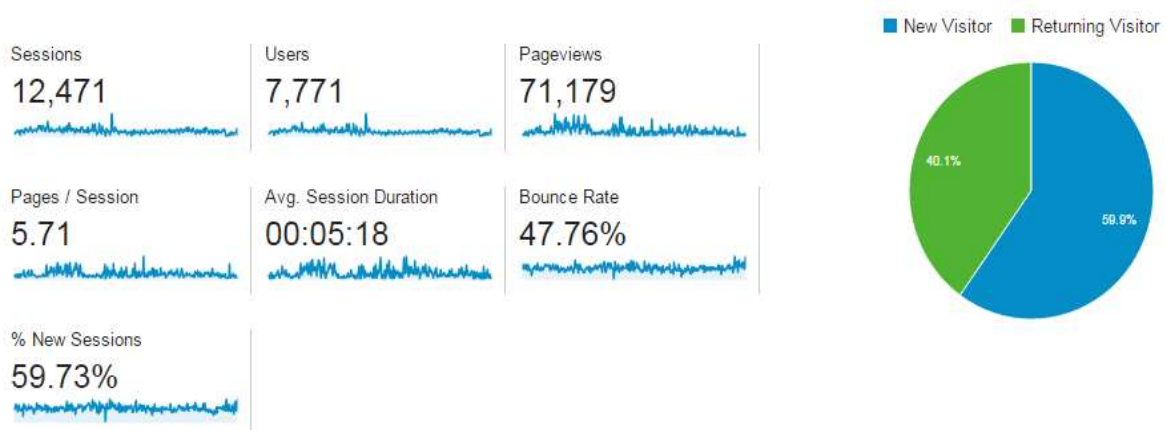 New Visitor Returning Visitor
Sessions Users Pageviews
12,471 7,771 71,179
40.1%
Pages / Session Avg. Session Duration Bounce Rate
59.9%
5.71 00:05:18 47.76%
% New Sessions
59.73%